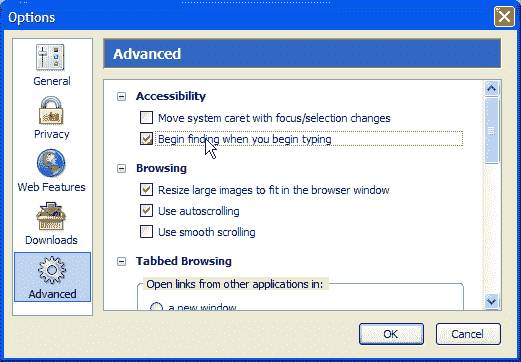 Options
General
Privacy
Web Features
Downloads
Advanced
Advanced
Accessibility
Move system caret with focus/selection changes
Begin finding when you begin typing
Browsing
Resize large images to fit in the browser window
Use autoscrolling
Use smooth scrolling
Tabbed Browsing
Open links from other applications in:
a new window
OK
Cancel